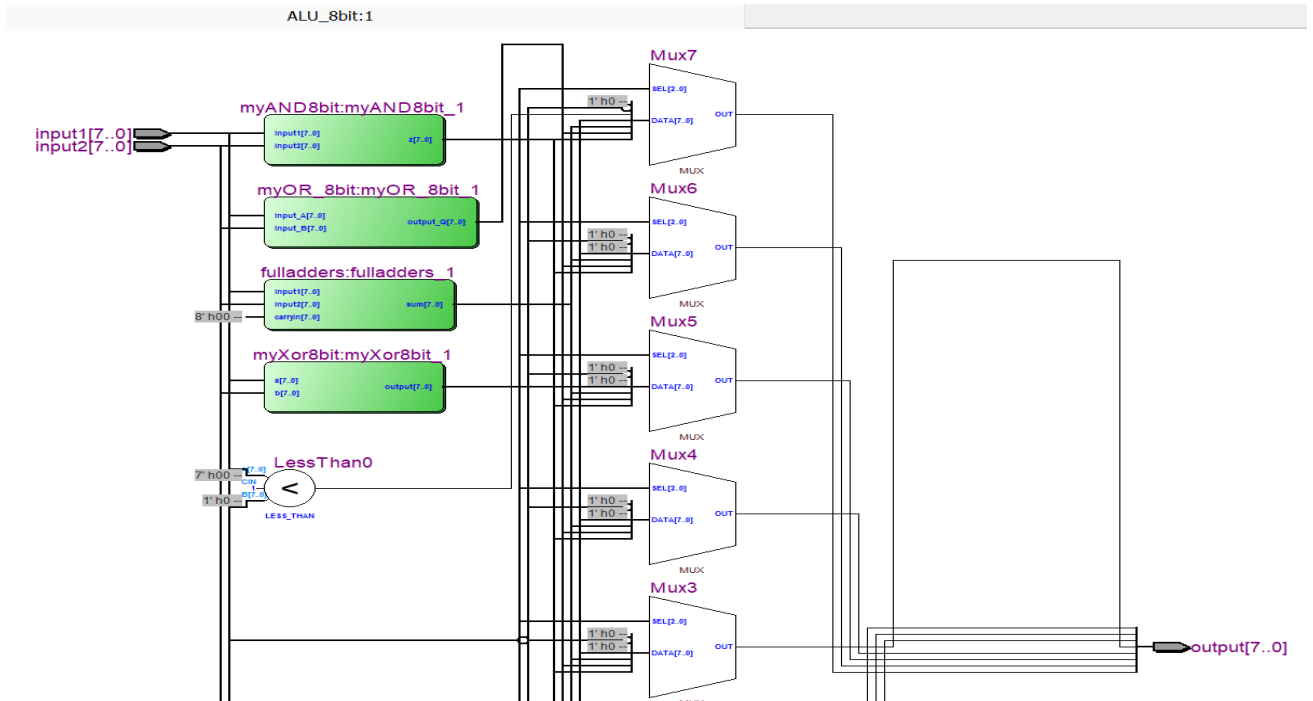 ALU_8bit:1
input1[7..0]
input2[7..0]
myAND8bit:myAND8bit_1
input1[7..0]
input2[7..0]
z[7..0]
myOR_8bit:myOR_8bit_1
input_A[7..0]
input_B[7..0]
output_Q[7..0]
fulladders:fulladders_1
input1[7..0]
input2[7..0]
carryin[7..0]
sum[7..0]
8' h00 --
myXor8bit:myXor8bit_1
a[7..0]
b[7..0]
output[7..0]
LessThan0
7' h00 --
CIN
1
B[7..0]
1' h0 --
<
LESS_THAN
Mux7
SEL[2..0]
1' h0 --
DATA[7..0]
OUT
MUX
Mux6
SEL[2..0]
1' h0 --
1' h0 --
DATA[7..0]
OUT
MUX
Mux5
SEL[2..0]
1' h0 --
1' h0 --
DATA[7..0]
OUT
MUX
Mux4
SEL[2..0]
1' h0 --
1' h0 --
DATA[7..0]
OUT
MUX
Mux3
SEL[2..0]
1' h0 --
1' h0 --
DATA[7..0]
OUT
output[7..0]